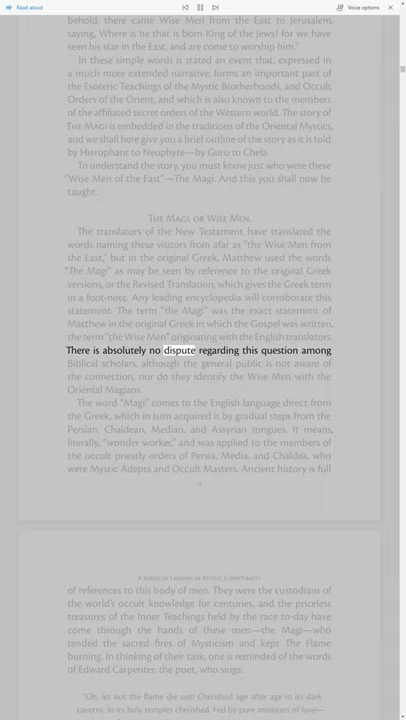 Read aloud
Voice options
behold, there came Wise Men from the East to Jerusalem,
saying, Where is he that is born King of the Jews? for we have
seen his star in the East, and are come to worship him."
In these simple words is stated an event that, expressed in
a much more extended narrative, forms an important part of
the Esoteric Teachings of the Mystic Brotherhoods, and Occult
Orders of the Orient, and which is also known to the members
of the affiliated secret orders of the Western world. The story of
THE MAGI is embedded in the traditions of the Oriental Mystics,
and we shall here give you a brief outline of the story as it is told
by Hierophant to Neophyte—by Guru to Chela.
To understand the story, you must know just who were these
"Wise Men of the East"—The Magi. And this you shall now be
taught.
THE MAGI, OR WISE MEN.
The translators of the New Testament have translated the
words naming these visitors from afar as "the Wise Men from
the East," but in the original Greek, Matthew used the words
"The Magi" as may be seen by reference to the original Greek
versions, or the Revised Translation, which gives the Greek term
in a foot-note. Any leading encyclopedia will corroborate this
statement. The term "the Magi" was the exact statement of
Matthew in the original Greek in which the Gospel was written,
the term "the Wise Men" originating with the English translators.
There is absolutely no dispute regarding this question among
Biblical scholars, although the general public is not aware of
the connection, nor do they identify the Wise Men with the
Oriental Magians.
The word "Magi" comes to the English language direct from
the Greek, which in turn acquired it by gradual steps from the
Persian, Chaldean, Median, and Assyrian tongues. It means,
literally, "wonder worker," and was applied to the members of
the occult priestly orders of Persia, Media, and Chaldea, who
were Mystic Adepts and Occult Masters. Ancient history is full
11
A SERIES OF LESSONS IN MYSTIC CHRISTIANITY
of references to this body of men. They were the custodians of
the world's occult knowledge for centuries, and the priceless
treasures of the Inner Teachings held by the race to-day have
come through the hands of these men—the Magi—who
tended the sacred fires of Mysticism and kept The Flame
burning. In thinking of their task, one is reminded of the words
of Edward Carpenter, the poet, who sings:
"Oh, let not the flame die out! Cherished age after age in its dark
caverns, in its holy temples cherished. Fed by pure ministers of love—